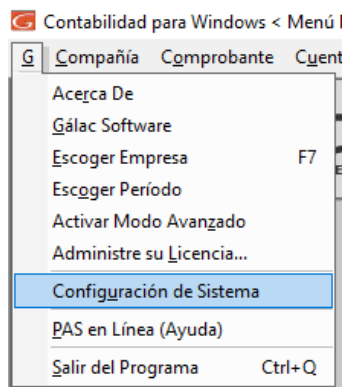 Contabilidad para Windows < Menú
G Compañía Comprobante Cuent
Acerca De
Gálac Software
Escoger Empresa F7
Escoger Período
Activar Modo Avanzado
Administre su Licencia...
Configuración de Sistema
PAS en Línea (Ayuda)
Salir del Programa Ctrl+Q